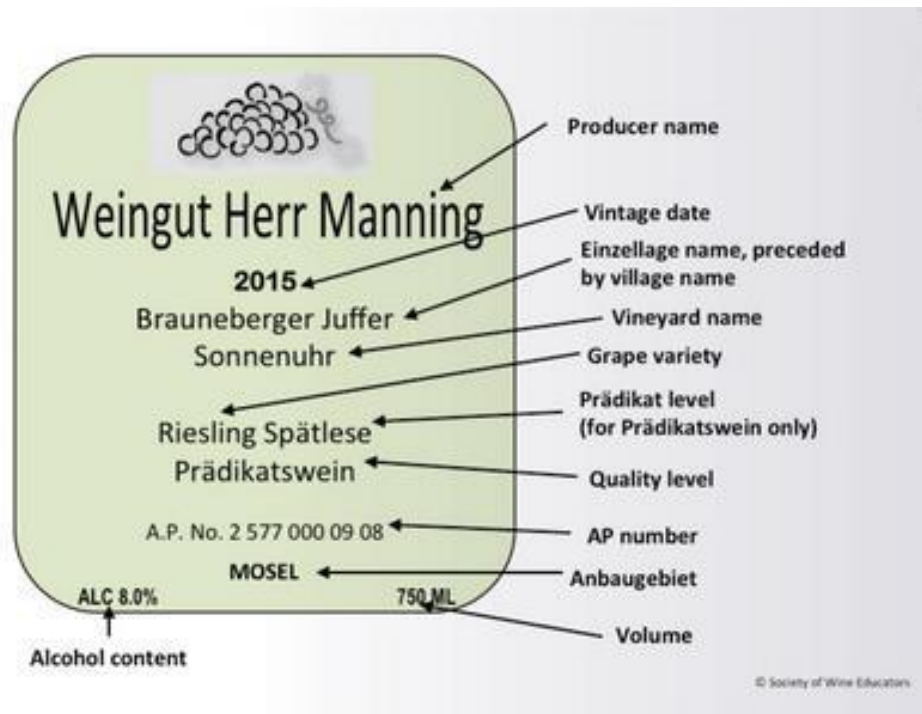 Producer name
Weingut Herr Manning
Vintage date
2015
Einzellage name, preceded
by village name
Brauneberger Juffer
Vineyard name
Sonnenuhr
Grape variety
Prädikat level
(for Prädikatswein only)
Riesling Spätlese
Prädikatswein
Quality level
A.P. No. 2 577 000 09 08
AP number
MOSEL
Anbaugebiet
ALC 8.0%
750 ML
Volume
Alcohol content
© Society of Wine Educators